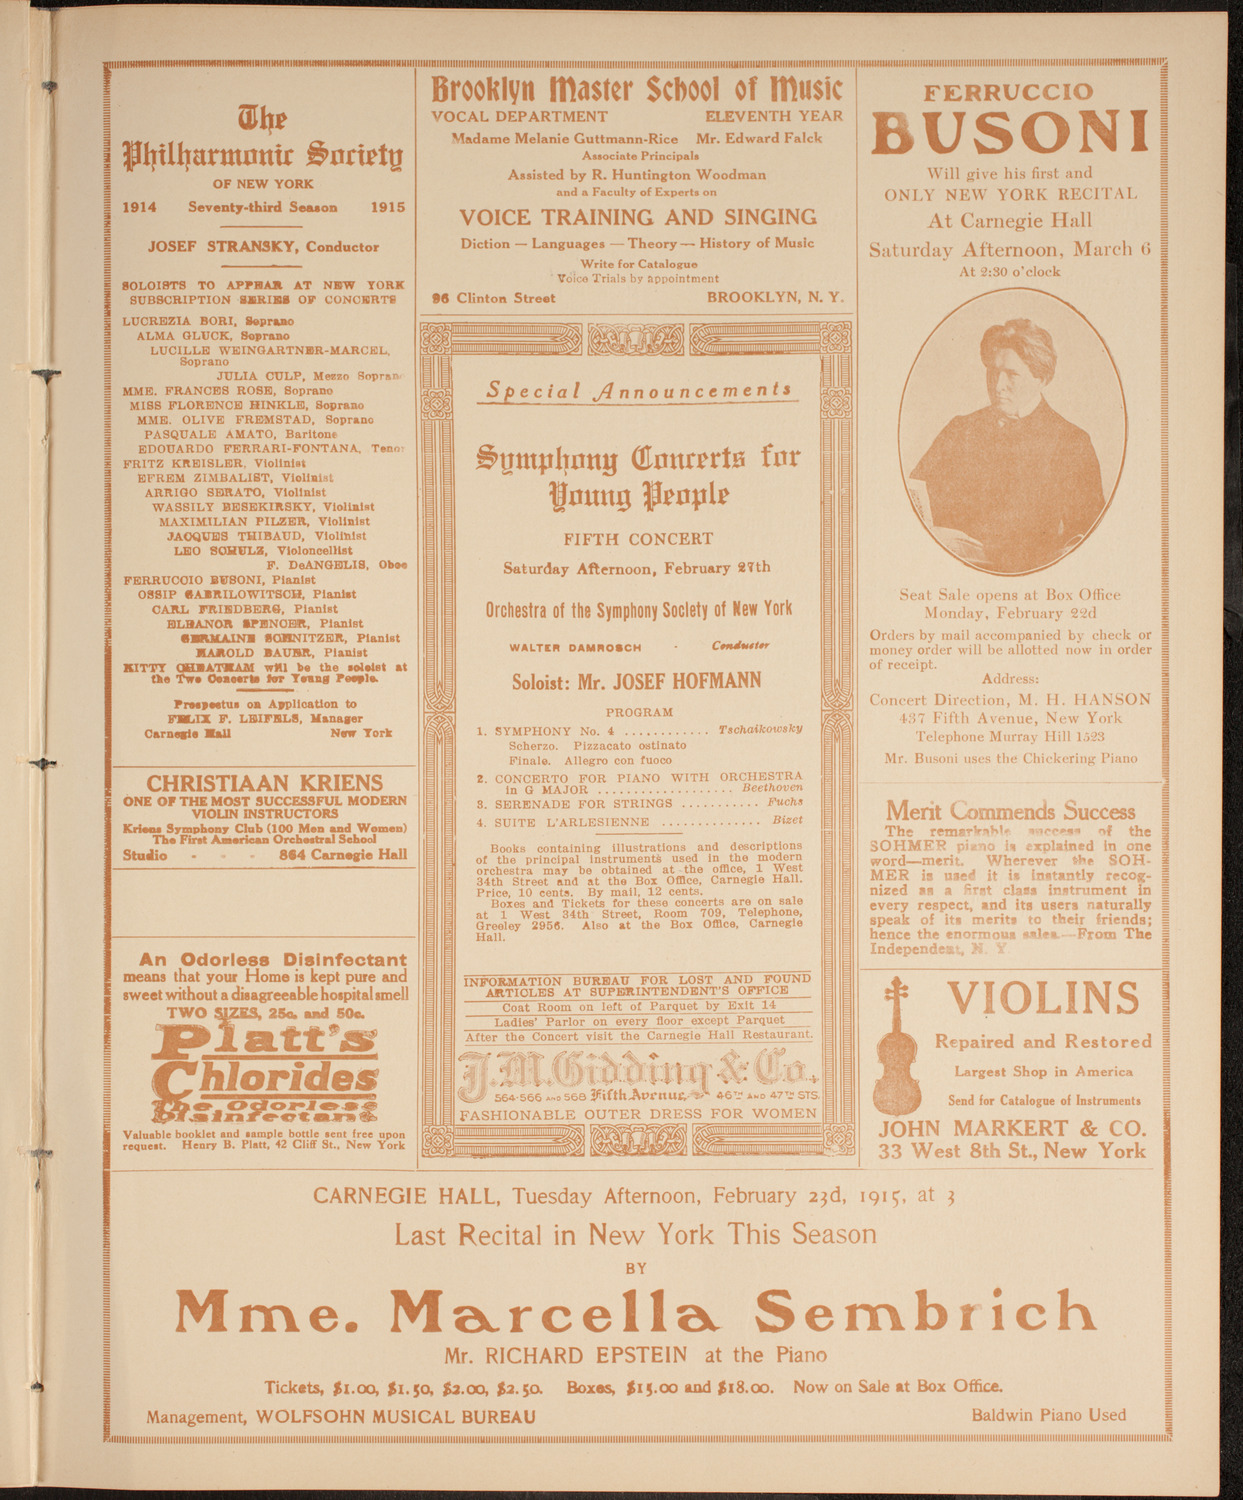 The
Philharmonic Society
OF NEW YORK
1914 Seventy-third Season 1915
JOSEF STRANSKY, Conductor
SOLOISTS TO APPEAR AT NEW YORK
SUBSCRIPTION SERIES OF CONCERTS
LUCREZIA BORI, Soprano
ALMA GLUCK, Soprano
LUCILLE WEINGARTNER-MARCEL,
Soprano
JULIA CULP, Mezzo Soprano
MME. FRANCES ROSE, Soprano
MISS FLORENCE HINKLE, Soprano
MME. OLIVE FREMSTAD, Soprano
PASQUALE AMATO, Baritone
EDOUARDO FERRARI-FONTANA, Tenor
FRITZ KREISLER, Violinist
EFREM ZIMBALIST, Violinist
ARRIGO SERATO, Violinist
WASSILY BESEKIRSKY, Violinist
MAXIMILIAN PILZER, Violinist
JACQUES THIBAUD, Violinist
LEO SCHULZ, Violoncellist
F. DeANGELIS, Oboe
FERRUCCIO BUSONI, Pianist
OSSIP GABRILOWITSCH, Pianist
CARL FRIEDBERG, Pianist
ELEANOR SPENCER, Pianist
GERMAINE SCHNITZER, Pianist
HAROLD BAUER, Pianist
KITTY CHEATHAM will be the soloist at
the Two Concerts for Young People.
Prospectus on Application to
FELIX F. LEIFELS, Manager
Carnegie Hall New York
CHRISTIAAN KRIENS
ONE OF THE MOST SUCCESSFUL MODERN
VIOLIN INSTRUCTORS
Kriens Symphony Club (100 Men and Women)
The First American Orchestral School
Studio - - - 864 Carnegie Hall
An Odorless Disinfectant
means that your Home is kept pure and
sweet without a disagreeable hospital smell
TWO SIZES, 25c. and 50c.
Platt's
Chlorides
The Odorless
Disinfectant
Valuable booklet and sample bottle sent free upon
request. Henry B. Platt, 42 Cliff St., New York
Brooklyn Master School of Music
VOCAL DEPARTMENT ELEVENTH YEAR
Madame Melanie Guttmann-Rice Mr. Edward Falck
Associate Principals
Assisted by R. Huntington Woodman
and a Faculty of Experts on
VOICE TRAINING AND SINGING
Diction — Languages — Theory — History of Music
Write for Catalogue
Voice Trials by appointment
96 Clinton Street BROOKLYN, N. Y.
Special Announcements
Symphony Concerts for
Young People
FIFTH CONCERT
Saturday Afternoon, February 27th
Orchestra of the Symphony Society of New York
WALTER DAMROSCH - Conductor
Soloist: Mr. JOSEF HOFMANN
PROGRAM
1. SYMPHONY No. 4 ............ Tschaikowsky
Scherzo. Pizzacato ostinato
Finale. Allegro con fuoco
2. CONCERTO FOR PIANO WITH ORCHESTRA
in G MAJOR ................... Beethoven
3. SERENADE FOR STRINGS ........... Fuchs
4. SUITE L'ARLESIENNE .............. Bizet
Books containing illustrations and descriptions
of the principal instruments used in the modern
orchestra may be obtained at the office, 1 West
34th Street and at the Box Office, Carnegie Hall.
Price, 10 cents. By mail, 12 cents.
Boxes and Tickets for these concerts are on sale
at 1 West 34th Street, Room 709, Telephone,
Greeley 2956. Also at the Box Office, Carnegie
Hall.
INFORMATION BUREAU FOR LOST AND FOUND
ARTICLES AT SUPERINTENDENT'S OFFICE
Coat Room on left of Parquet by Exit 14
Ladies' Parlor on every floor except Parquet
After the Concert visit the Carnegie Hall Restaurant.
J.M. Gidding & Co.
564-566 AND 568 Fifth Avenue, 46TH AND 47TH STS.
FASHIONABLE OUTER DRESS FOR WOMEN
FERRUCCIO
BUSONI
Will give his first and
ONLY NEW YORK RECITAL
At Carnegie Hall
Saturday Afternoon, March 6
At 2:30 o'clock
Seat Sale opens at Box Office
Monday, February 22d
Orders by mail accompanied by check or
money order will be allotted now in order
of receipt.
Address:
Concert Direction, M. H. HANSON
437 Fifth Avenue, New York
Telephone Murray Hill 1523
Mr. Busoni uses the Chickering Piano
Merit Commends Success
The remarkable success of the
SOHMER piano is explained in one
word—merit. Wherever the SOH-
MER is used it is instantly recog-
nized as a first class instrument in
every respect, and its users naturally
speak of its merits to their friends;
hence the enormous sales.—From The
Independent, N. Y.
VIOLINS
Repaired and Restored
Largest Shop in America
Send for Catalogue of Instruments
JOHN MARKERT & CO.
33 West 8th St., New York
CARNEGIE HALL, Tuesday Afternoon, February 23d, 1915, at 3
Last Recital in New York This Season
BY
Mme. Marcella Sembrich
Mr. RICHARD EPSTEIN at the Piano
Tickets, $1.00, $1.50, $2.00, $2.50. Boxes, $15.00 and $18.00. Now on Sale at Box Office.
Management, WOLFSOHN MUSICAL BUREAU Baldwin Piano Used